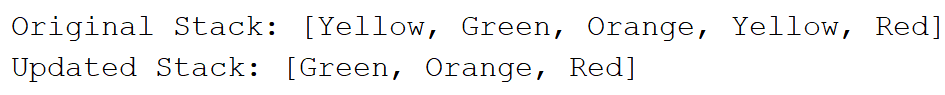 Original Stack: [Yellow, Green, Orange, Yellow, Red]
Updated Stack: [Green, Orange, Red]